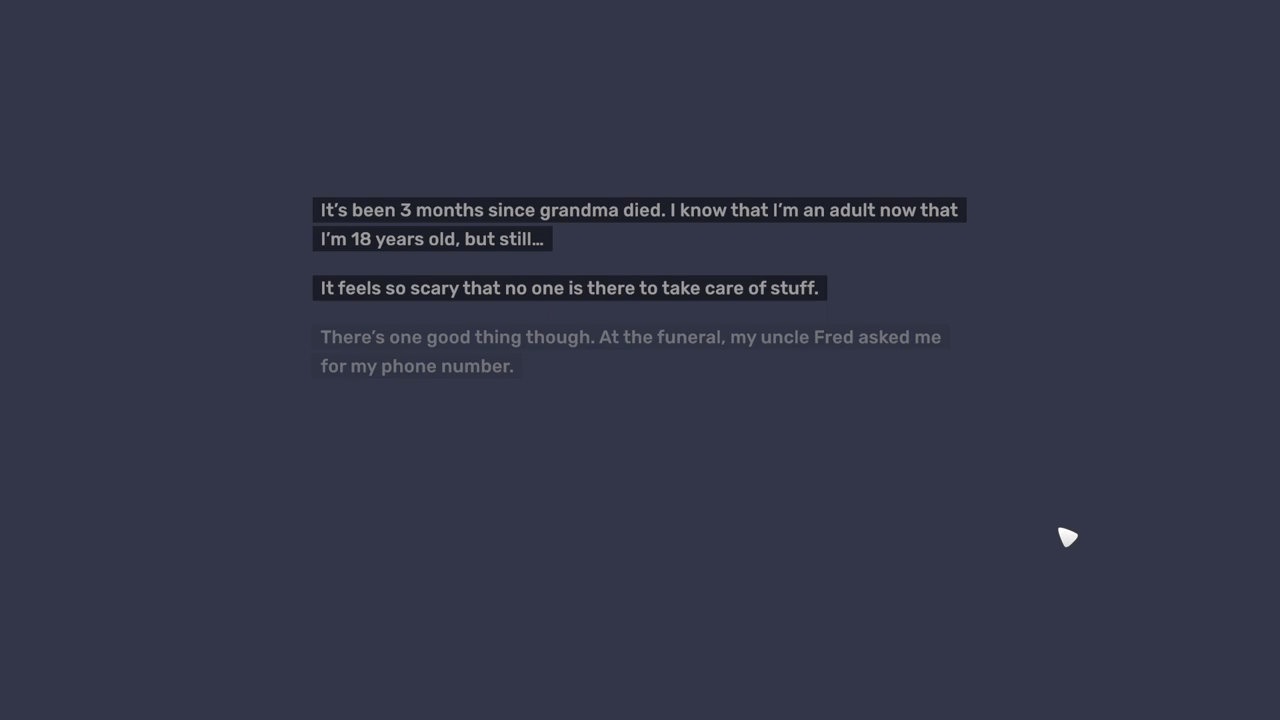 It’s been 3 months since grandma died. I know that I’m an adult now that
I’m 18 years old, but still…
It feels so scary that no one is there to take care of stuff.
There’s one good thing though. At the funeral, my uncle Fred asked me
for my phone number.